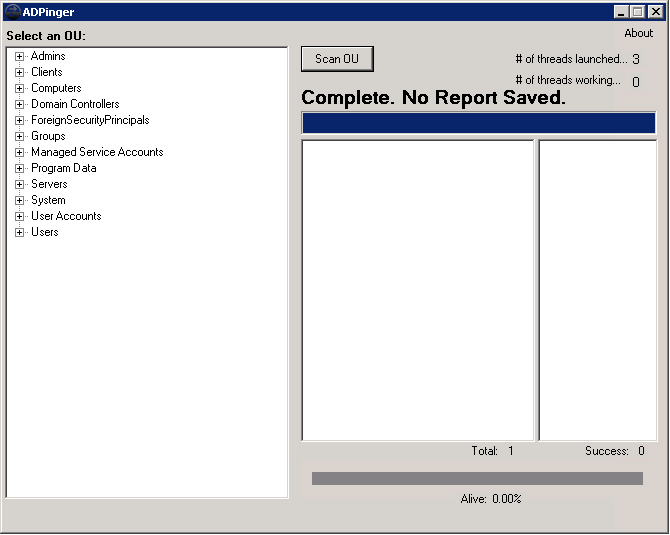 ADPinger
About
Select an OU:
Admins
Clients
Computers
Domain Controllers
ForeignSecurityPrincipals
Groups
Managed Service Accounts
Program Data
Servers
System
User Accounts
Users
Scan OU
# of threads launched... 3
# of threads working... 0
Complete. No Report Saved.
Total: 1
Success: 0
Alive: 0.00%